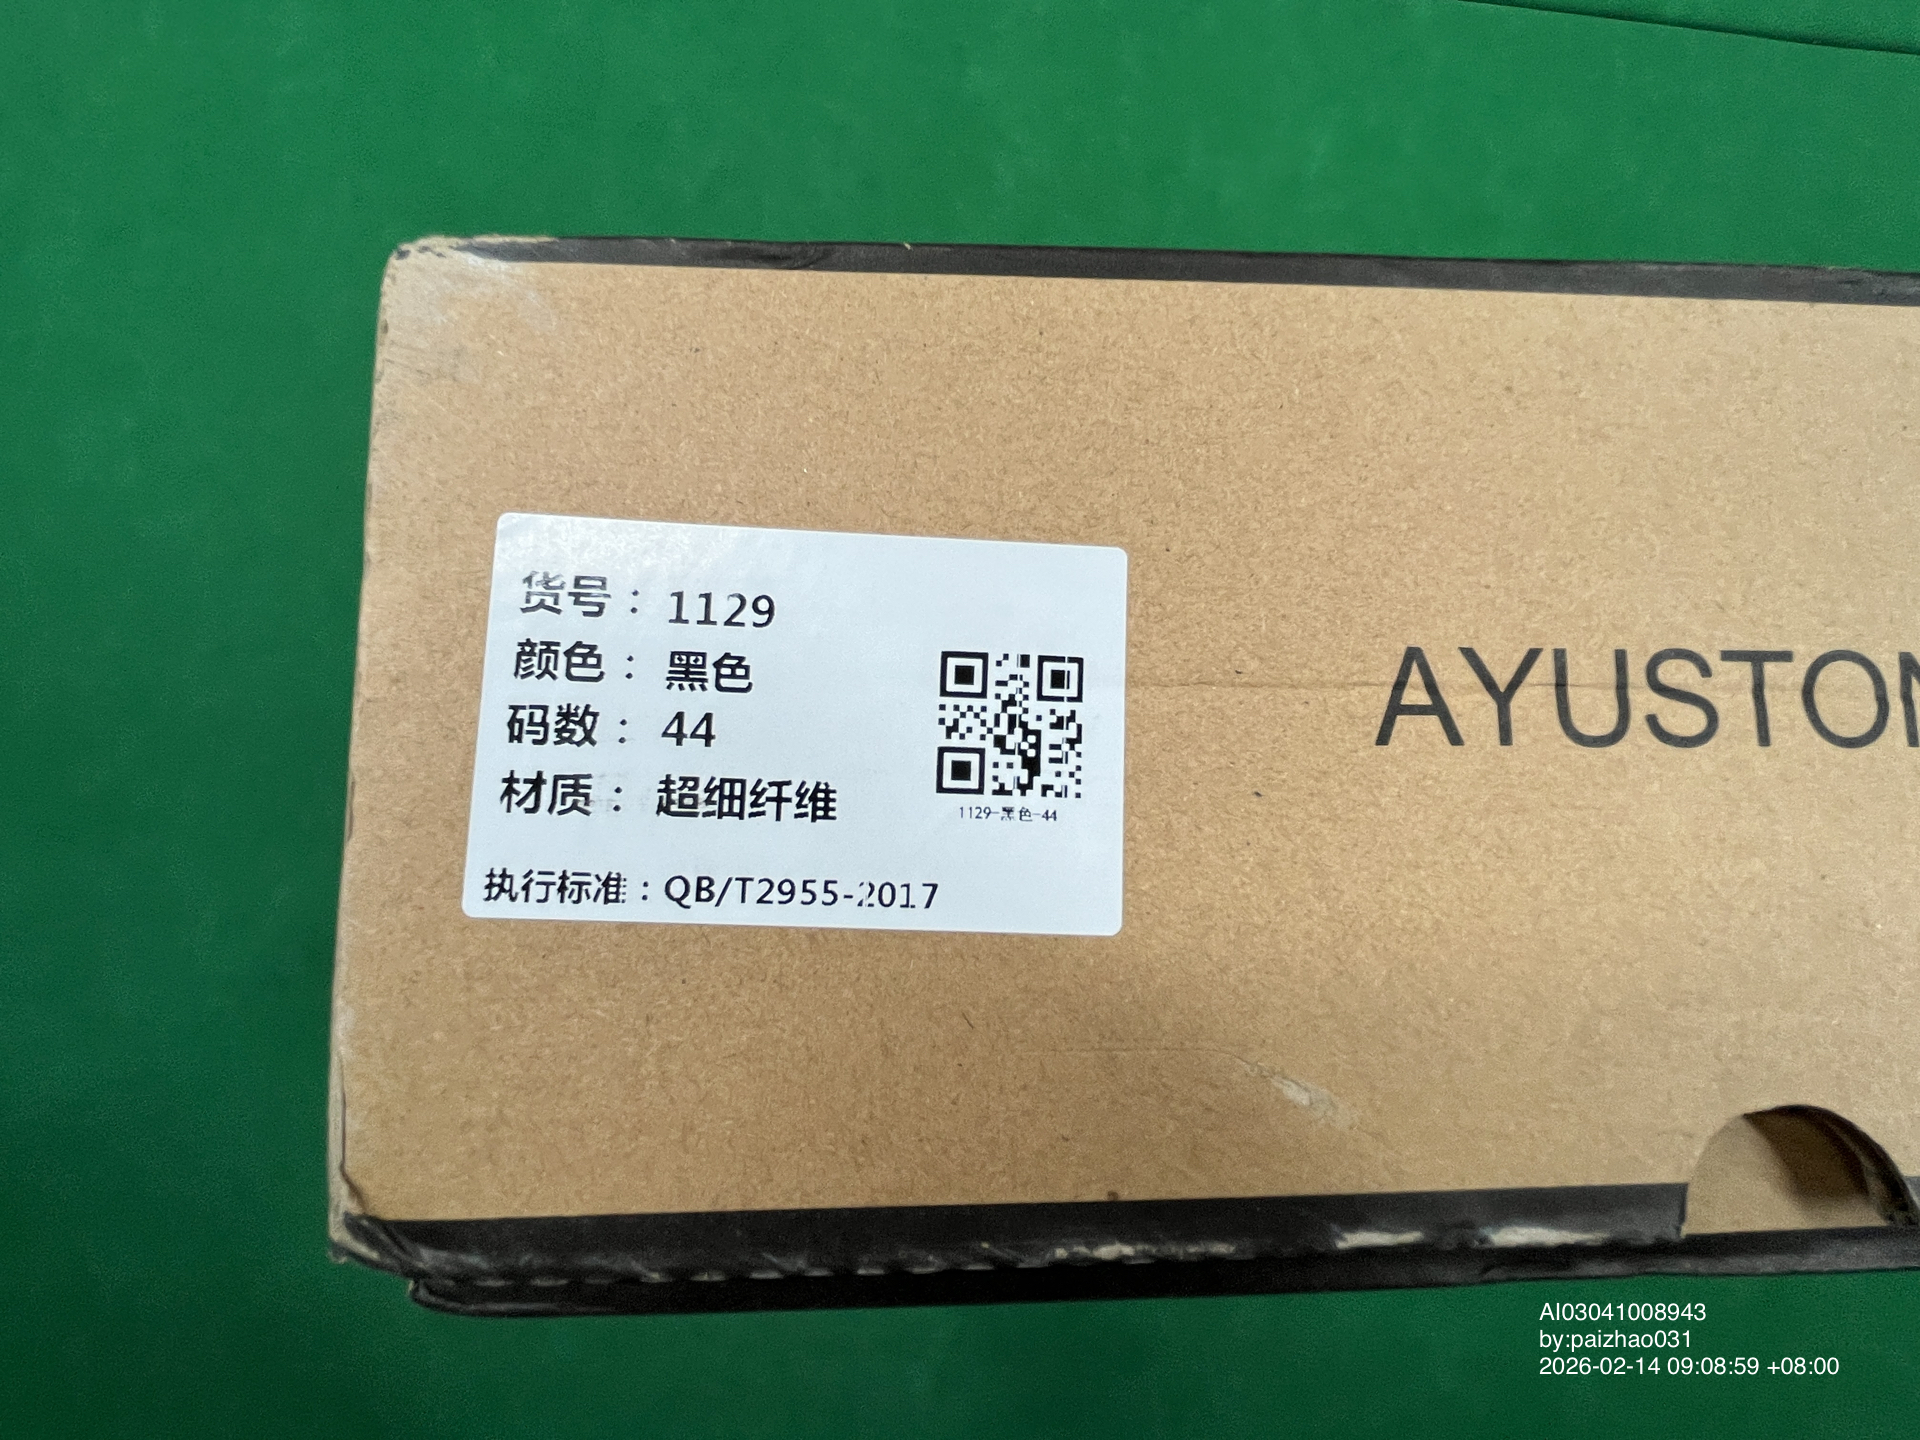 货号：1129
颜色：黑色
码数：44
材质：超细纤维
1129-黑色-44
执行标准：QB/T2955-2017
AYUSTON
AI03041008943
by:paizhao031
2026-02-14 09:08:59 +08:00